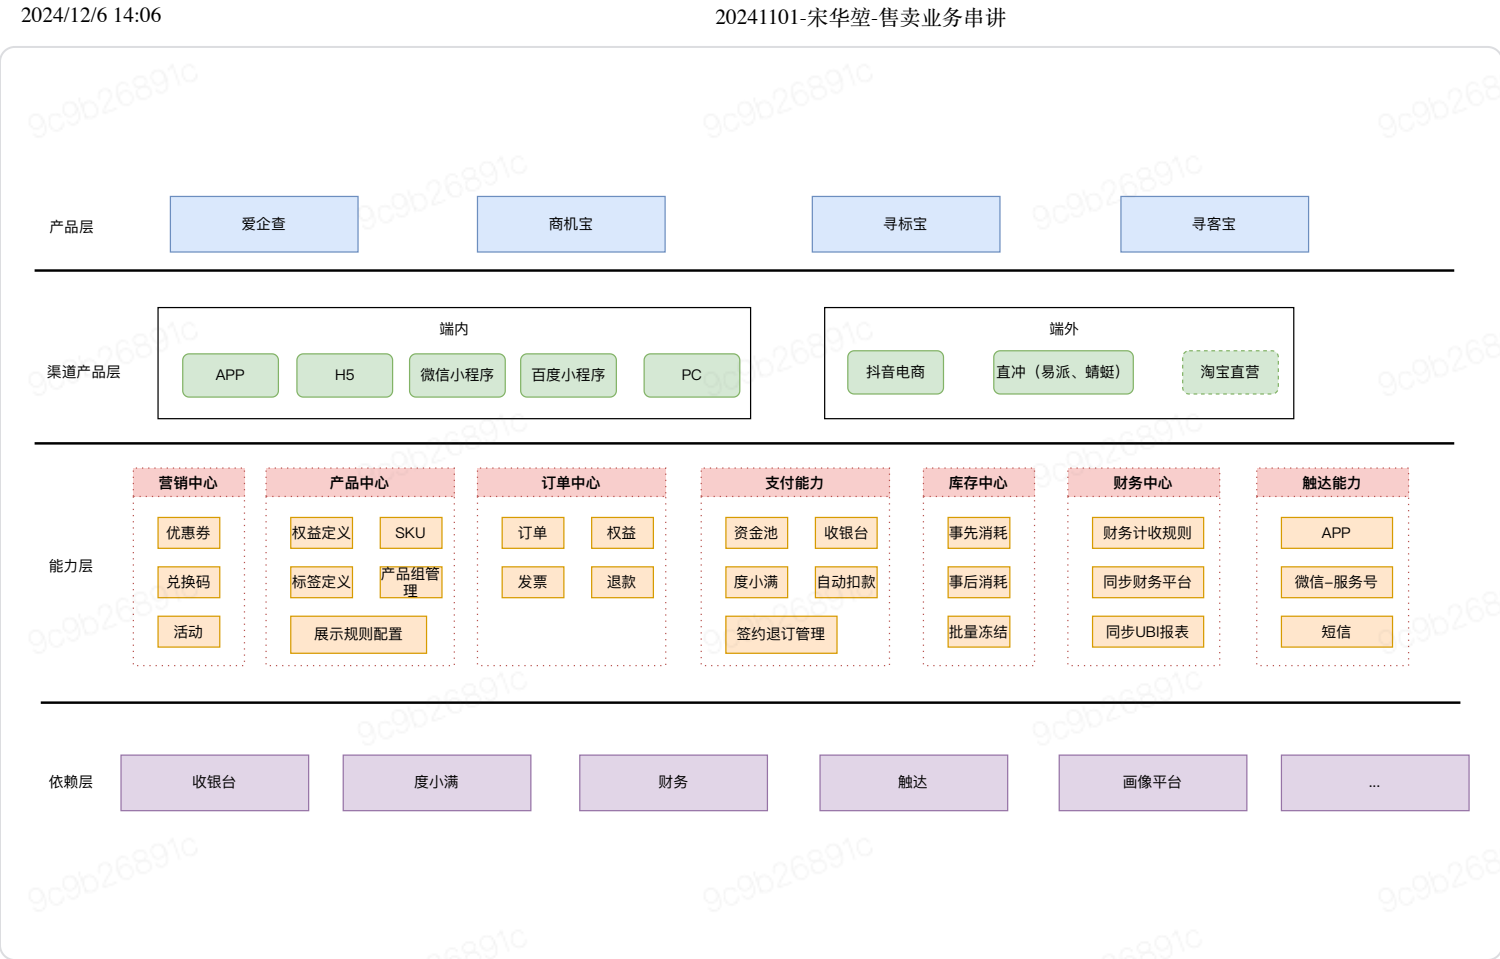 2024/12/6 14:06
20241101-宋华堃-售卖业务串讲
产品层
爱企查
商机宝
寻标宝
寻客宝
渠道产品层
端内
APP
H5
微信小程序
百度小程序
PC
端外
抖音电商
直冲（易派、蜻蜓）
淘宝直营
能力层
营销中心
优惠券
兑换码
活动
产品中心
权益定义
SKU
标签定义
产品组管
理
展示规则配置
订单中心
订单
权益
发票
退款
支付能力
资金池
收银台
度小满
自动扣款
签约退订管理
库存中心
事先消耗
事后消耗
批量冻结
财务中心
财务计收规则
同步财务平台
同步UBI报表
触达能力
APP
微信-服务号
短信
依赖层
收银台
度小满
财务
触达
画像平台
...
9c9b26891c